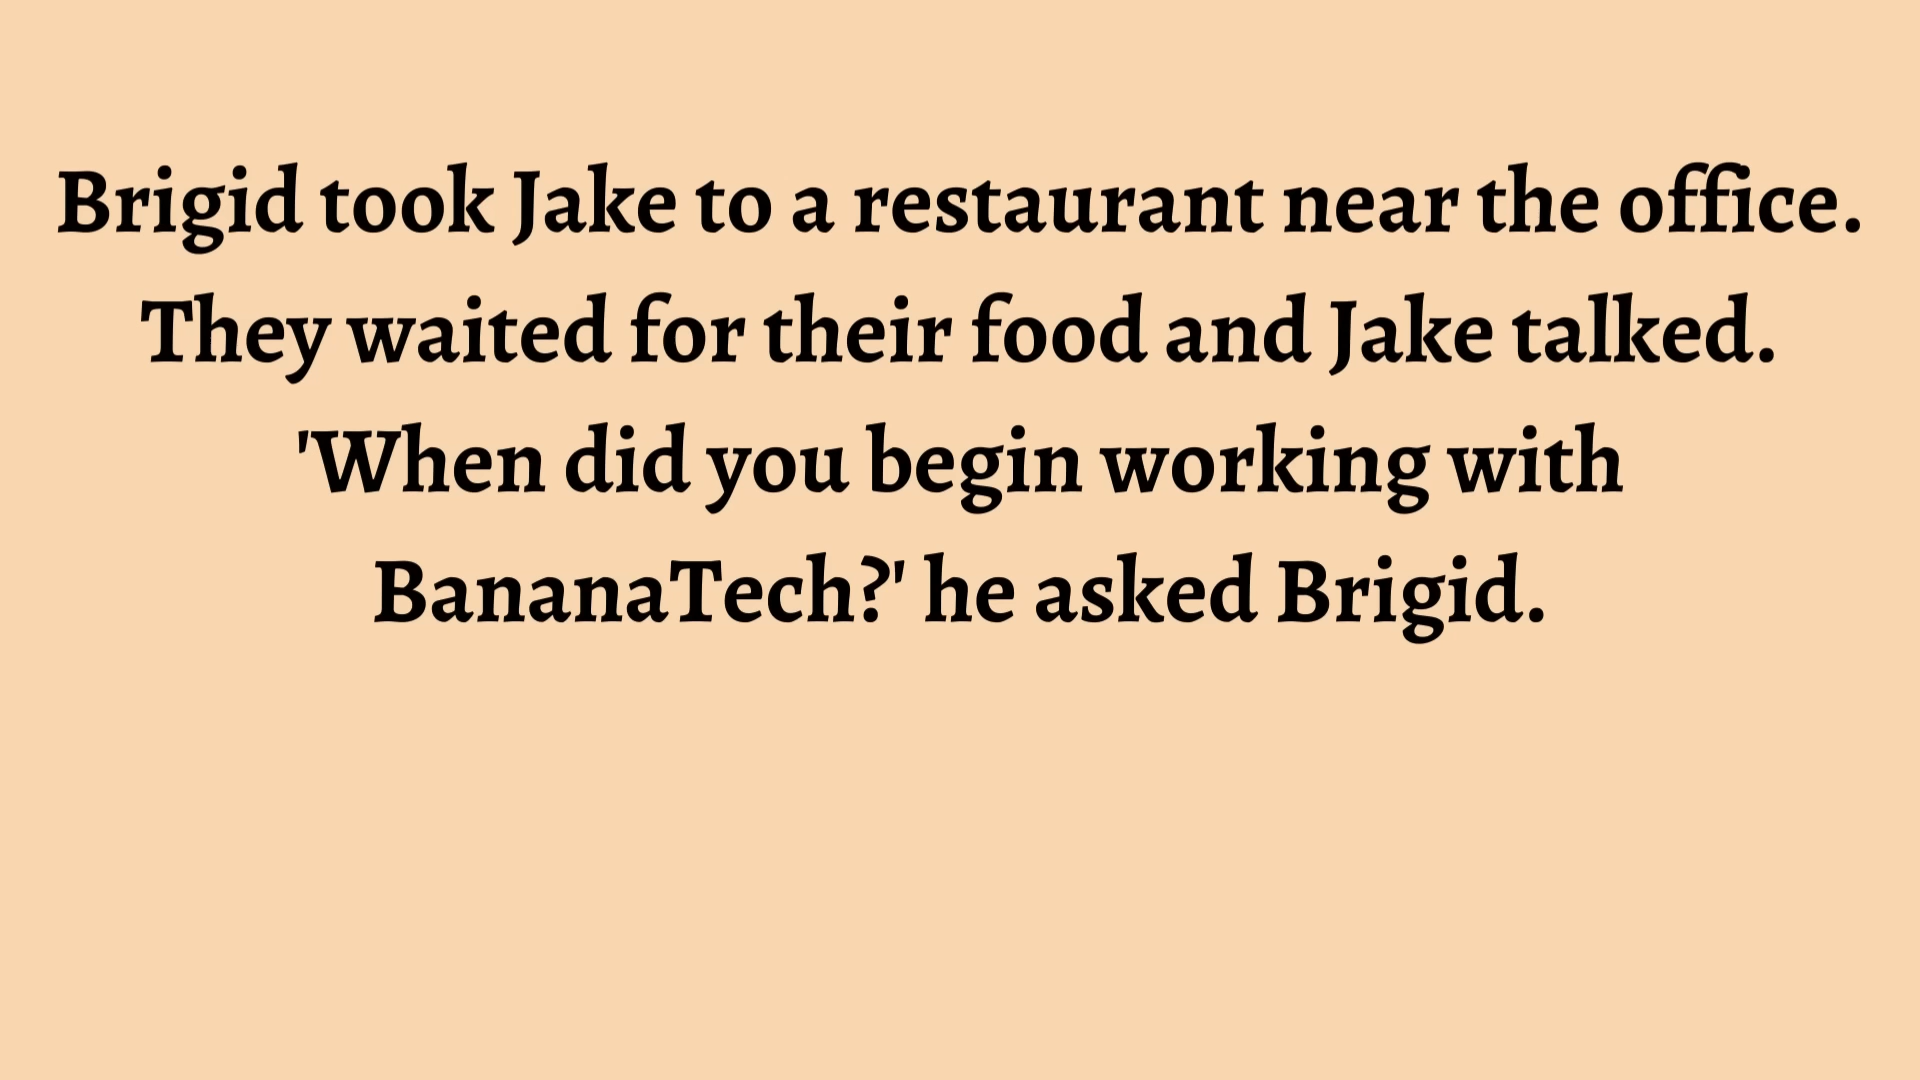 Brigid took Jake to a restaurant near the office.
They waited for their food and Jake talked.
'When did you begin working with
BananaTech?' he asked Brigid.